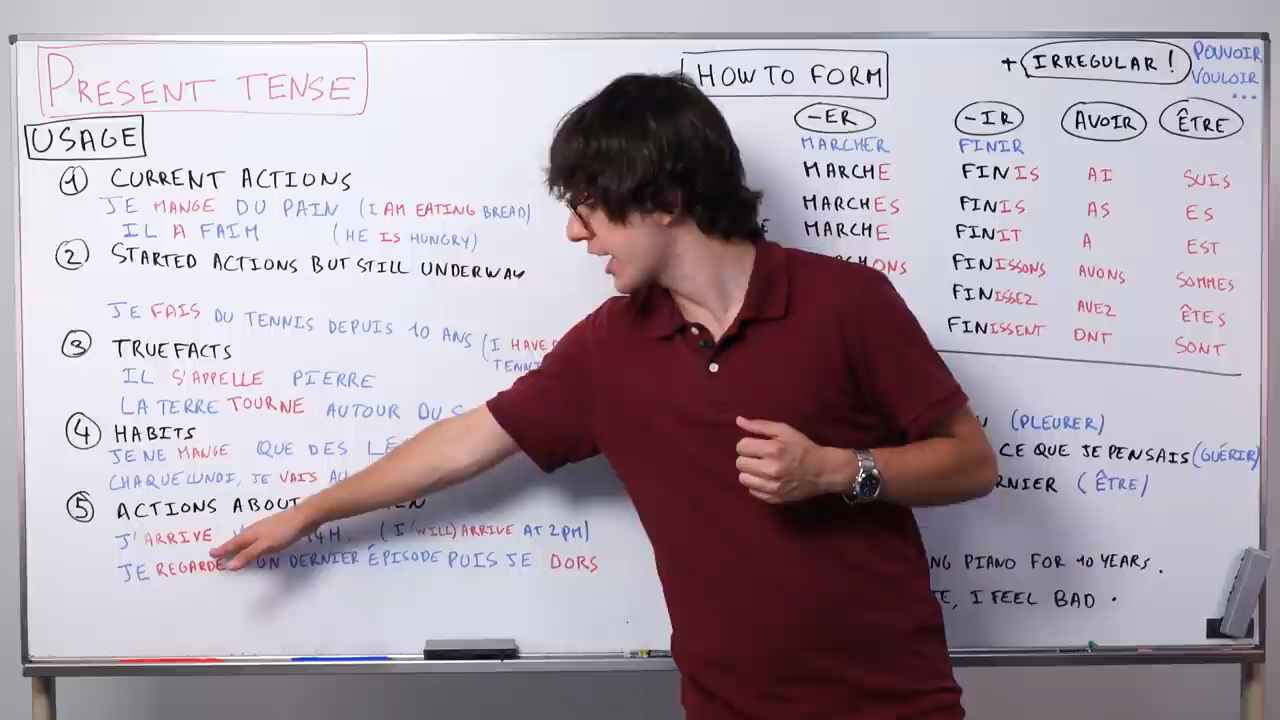 PRESENT TENSE
USAGE
1 CURRENT ACTIONS
JE MANGE DU PAIN (I AM EATING BREAD)
IL A FAIM (HE IS HUNGRY)
2 STARTED ACTIONS BUT STILL UNDERWAY
JE FAIS DU TENNIS DEPUIS 10 ANS (I HAVE
3 TRUE FACTS
IL S'APPELLE PIERRE
LA TERRE TOURNE AUTOUR DU
4 HABITS
JE NE MANGE QUE DES
CHAQUE LUNDI, JE VAIS
5 ACTIONS ABOUT
J'ARRIVE 14H. (I (WILL) ARRIVE AT 2PM)
JE REGARDE UN DERNIER ÉPISODE PUIS JE DORS
HOW TO FORM
+ IRREGULAR !
POUVOIR
VOULOIR
...
-ER -IR AVOIR ÊTRE
MARCHER FINIR
MARCHE FINIS AI SUIS
MARCHES FINIS AS ES
MARCHE FINIT A EST
FINISSONS AVONS SOMMES
FINISSEZ AVEZ ÊTES
FINISSENT ONT SONT
(PLEURER)
CE QUE JE PENSAIS (GUÉRIR)
(ÊTRE)
PIANO FOR 10 YEARS.
I FEEL BAD.